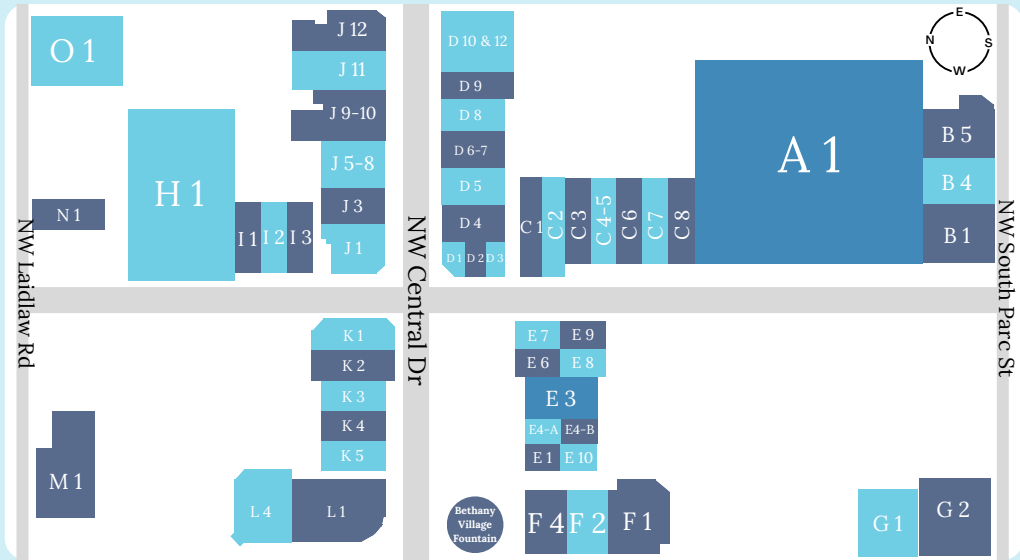 O 1
J 12
J 11
J 9-10
J 5-8
J 3
J 1
H 1
N 1
I 1
I 2
I 3
NW Laidlaw Rd
NW Central Dr
D 10 & 12
D 9
D 8
D 6-7
D 5
D 4
D 1
D 2
D 3
C 1
C 2
C 3
C 4-5
C 6
C 7
C 8
A 1
E
N
S
W
B 5
B 4
B 1
NW South Parc St
K 1
K 2
K 3
K 4
K 5
M 1
L 4
L 1
E 7
E 9
E 6
E 8
E 3
E4-A
E4-B
E 1
E 10
Bethany
Village
Fountain
F 4
F 2
F 1
G 1
G 2